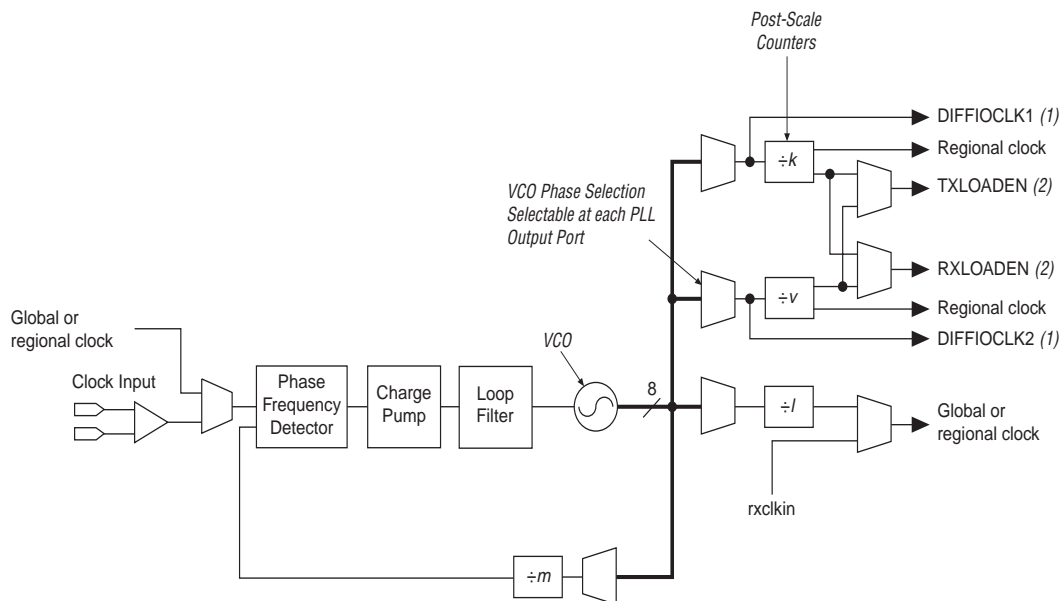 Post-Scale
Counters
DIFFIOCLK1 (1)
Regional clock
÷k
TXLOADEN (2)
VCO Phase Selection
Selectable at each PLL
Output Port
RXLOADEN (2)
÷v
Regional clock
DIFFIOCLK2 (1)
Global or
regional clock
VCO
Clock Input
Phase
Frequency
Detector
Charge
Pump
Loop
Filter
8
÷l
Global or
regional clock
rxclkin
÷m